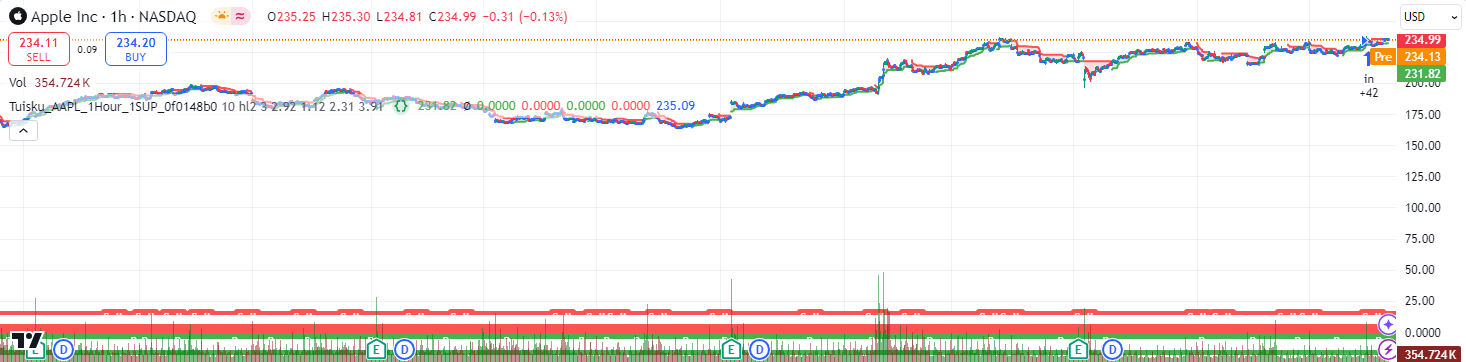 Apple Inc · 1h · NASDAQ O235.25 H235.30 L234.81 C234.99 −0.31 (−0.13%)
USD
234.11
SELL
0.09
234.20
BUY
234.99
Pre 234.13
231.82
Vol 354.724 K
200.00
in
+42
Tuisku_AAPL_1Hour_1SUP_0f0148b0 10 hl2 3 2.92 1.12 2.31 3.91 231.82 Ø 0.0000 0.0000 0.0000 0.0000 235.09
175.00
150.00
125.00
100.00
75.00
50.00
25.00
0.0000
E D E D E D E D
354.724 K